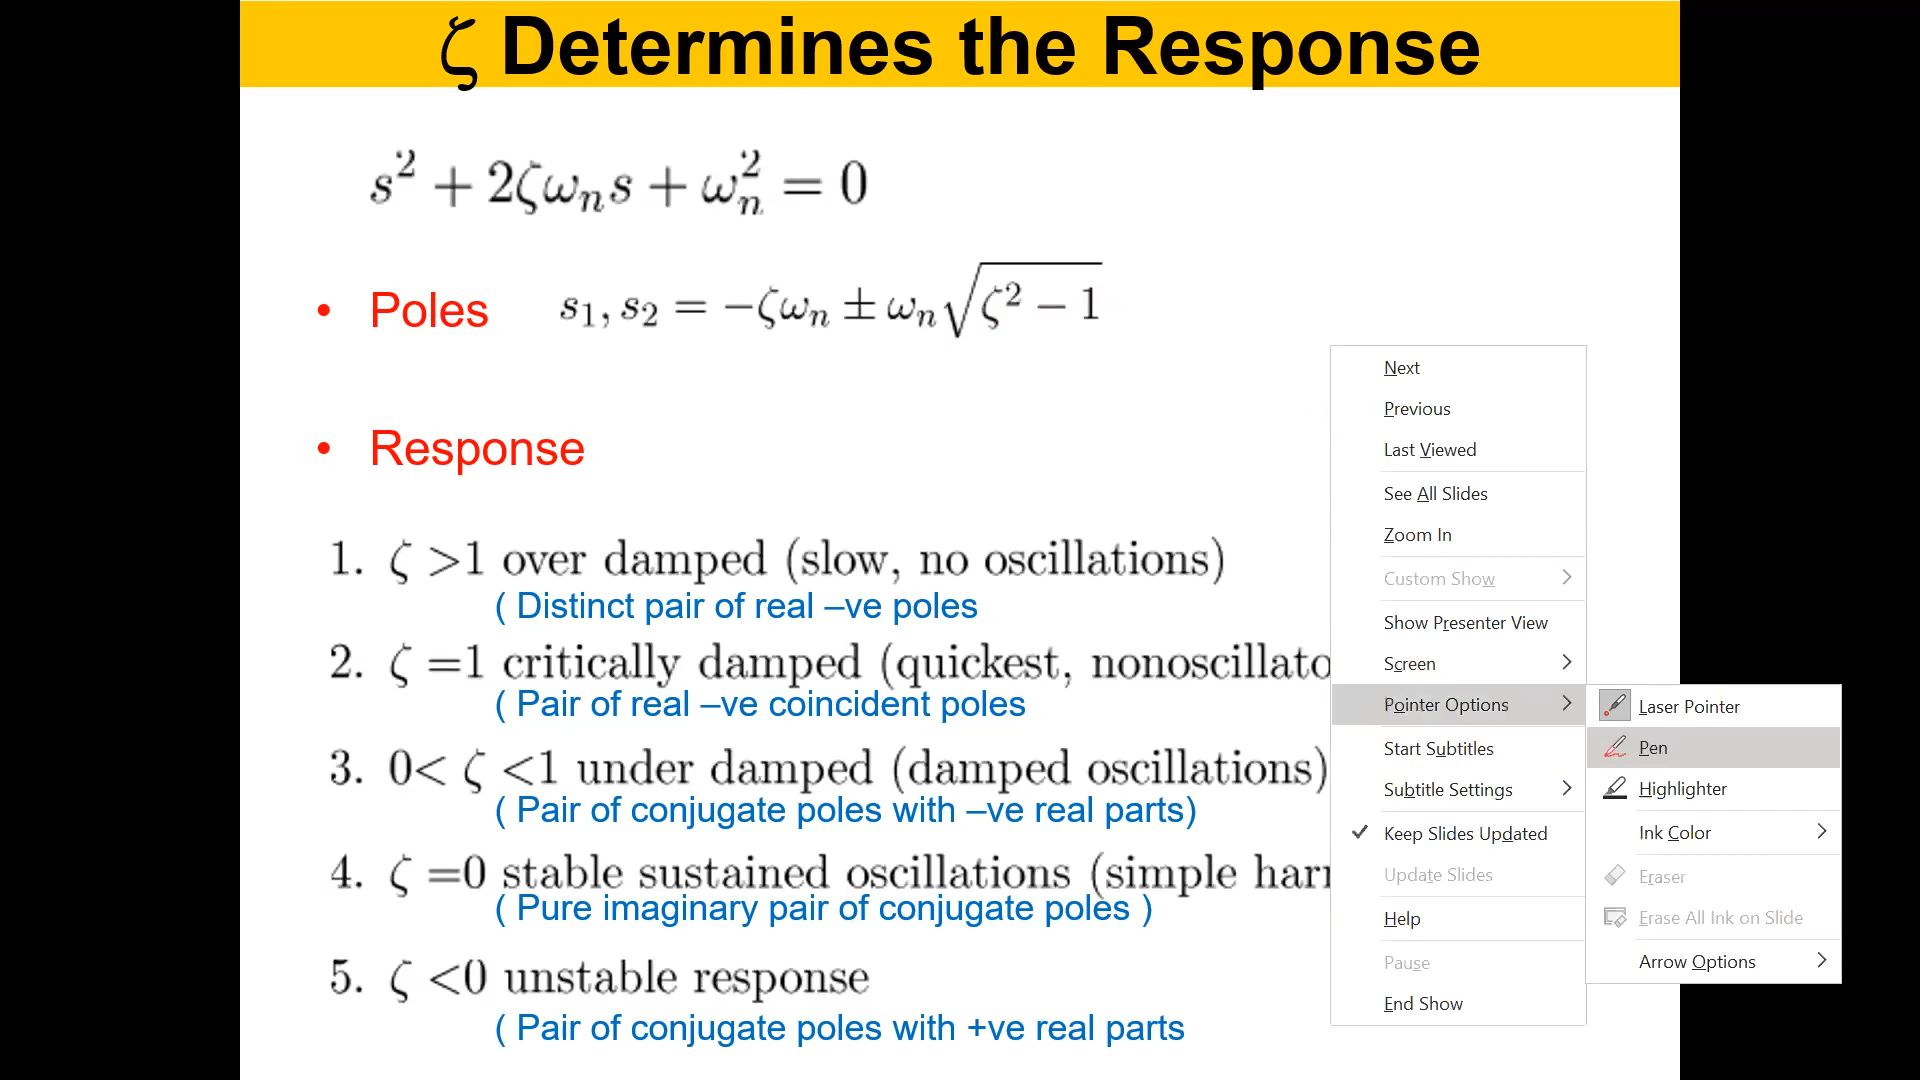 ζ Determines the Response
s² + 2ζωₙs + ωₙ² = 0
• Poles s₁, s₂ = −ζωₙ ± ωₙ√(ζ² − 1)
• Response
1. ζ >1 over damped (slow, no oscillations)
( Distinct pair of real –ve poles
2. ζ =1 critically damped (quickest, nonoscillato
( Pair of real –ve coincident poles
3. 0< ζ <1 under damped (damped oscillations)
( Pair of conjugate poles with –ve real parts)
4. ζ =0 stable sustained oscillations (simple har
( Pure imaginary pair of conjugate poles )
5. ζ <0 unstable response
( Pair of conjugate poles with +ve real parts
Next
Previous
Last Viewed
See All Slides
Zoom In
Custom Show
Show Presenter View
Screen
Pointer Options
Start Subtitles
Subtitle Settings
Keep Slides Updated
Update Slides
Help
Pause
End Show
Laser Pointer
Pen
Highlighter
Ink Color
Eraser
Erase All Ink on Slide
Arrow Options